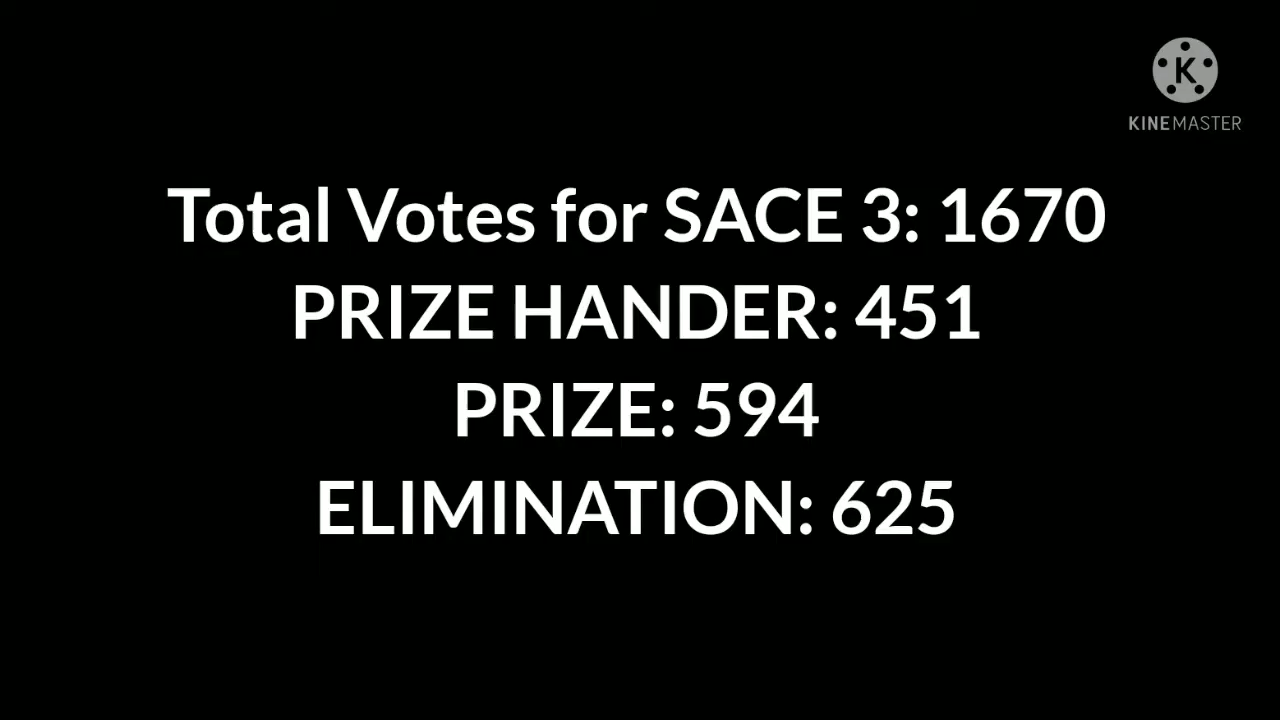 K
KINEMASTER
Total Votes for SACE 3: 1670
PRIZE HANDER: 451
PRIZE: 594
ELIMINATION: 625